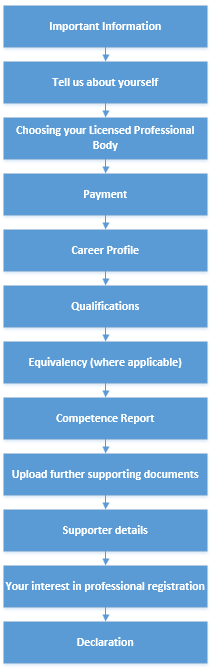 Important Information
Tell us about yourself
Choosing your Licensed Professional
Body
Payment
Career Profile
Qualifications
Equivalency (where applicable)
Competence Report
Upload further supporting documents
Supporter details
Your interest in professional registration
Declaration